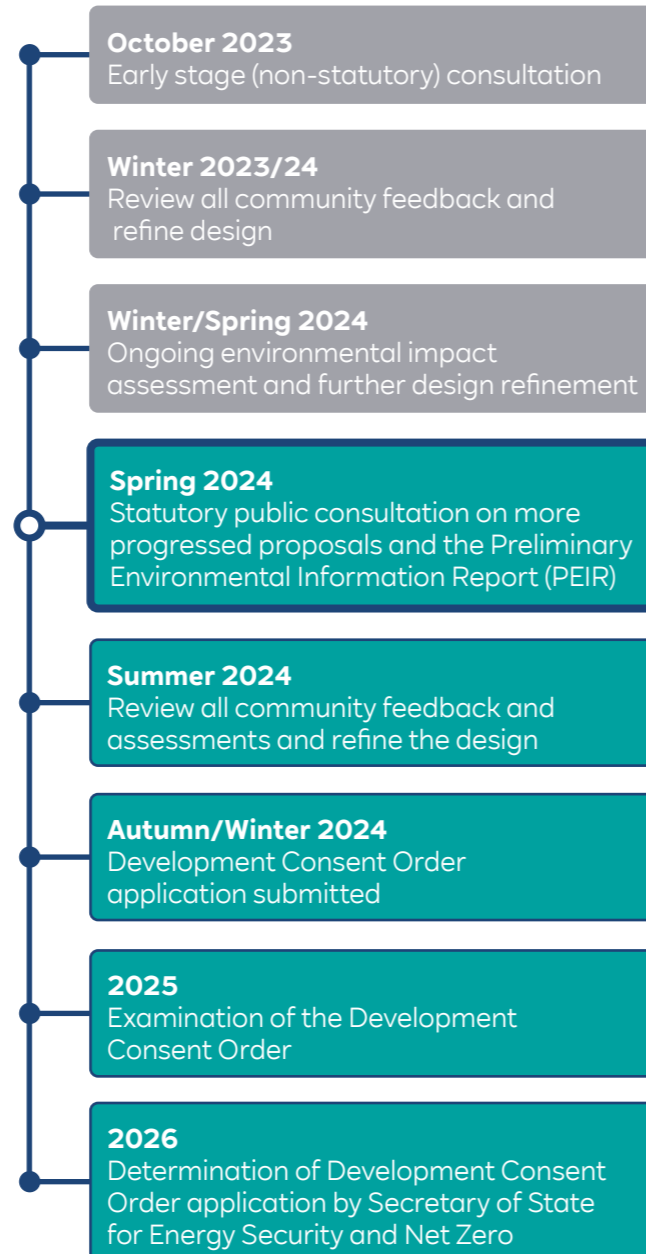 October 2023
Early stage (non-statutory) consultation
Winter 2023/24
Review all community feedback and
refine design
Winter/Spring 2024
Ongoing environmental impact
assessment and further design refinement
Spring 2024
Statutory public consultation on more
progressed proposals and the Preliminary
Environmental Information Report (PEIR)
Summer 2024
Review all community feedback and
assessments and refine the design
Autumn/Winter 2024
Development Consent Order
application submitted
2025
Examination of the Development
Consent Order
2026
Determination of Development Consent
Order application by Secretary of State
for Energy Security and Net Zero